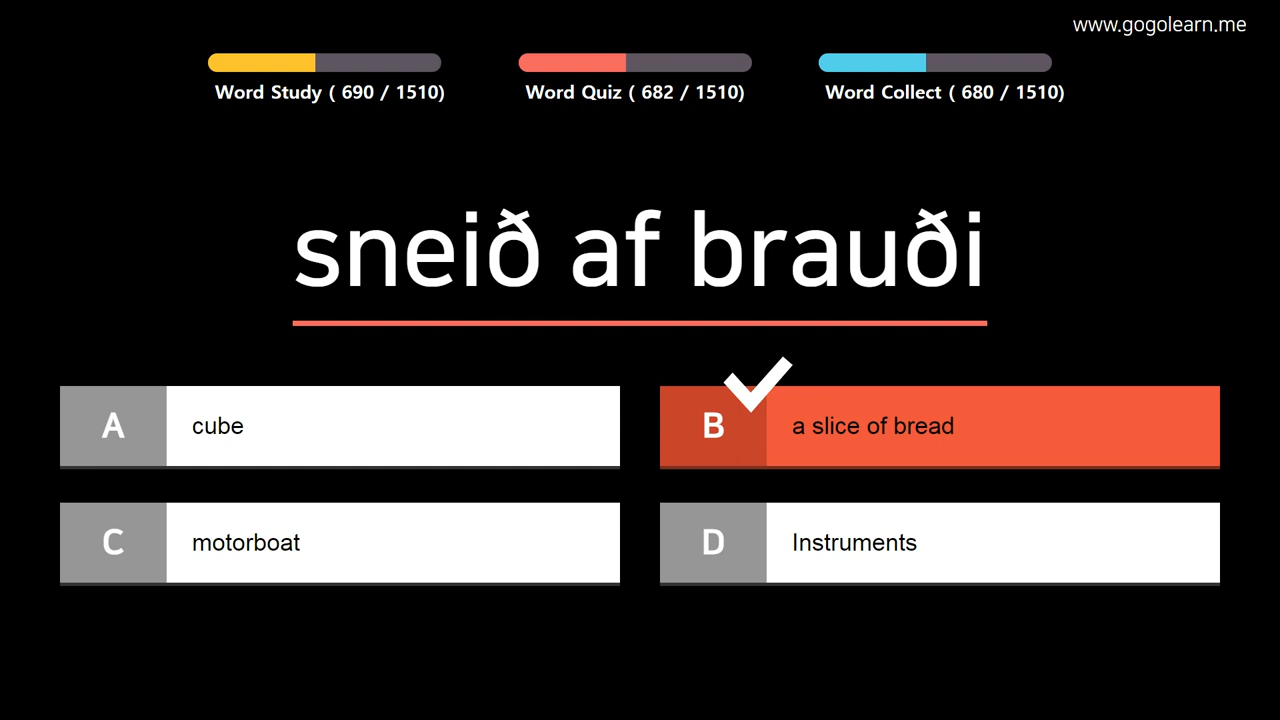 www.gogolearn.me
Word Study ( 690 / 1510)
Word Quiz ( 682 / 1510)
Word Collect ( 680 / 1510)
sneið af brauði
A cube
B a slice of bread
C motorboat
D Instruments